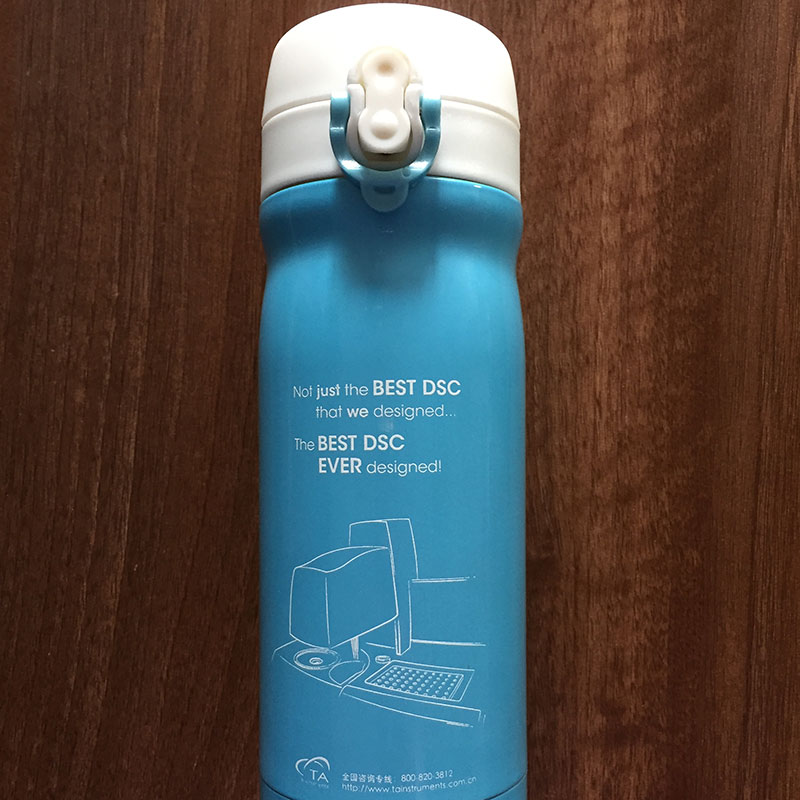 Not just the BEST DSC
that we designed...
The BEST DSC
EVER designed!
TA
全国咨询专线：800-820-3812
http://www.tainstruments.com.cn